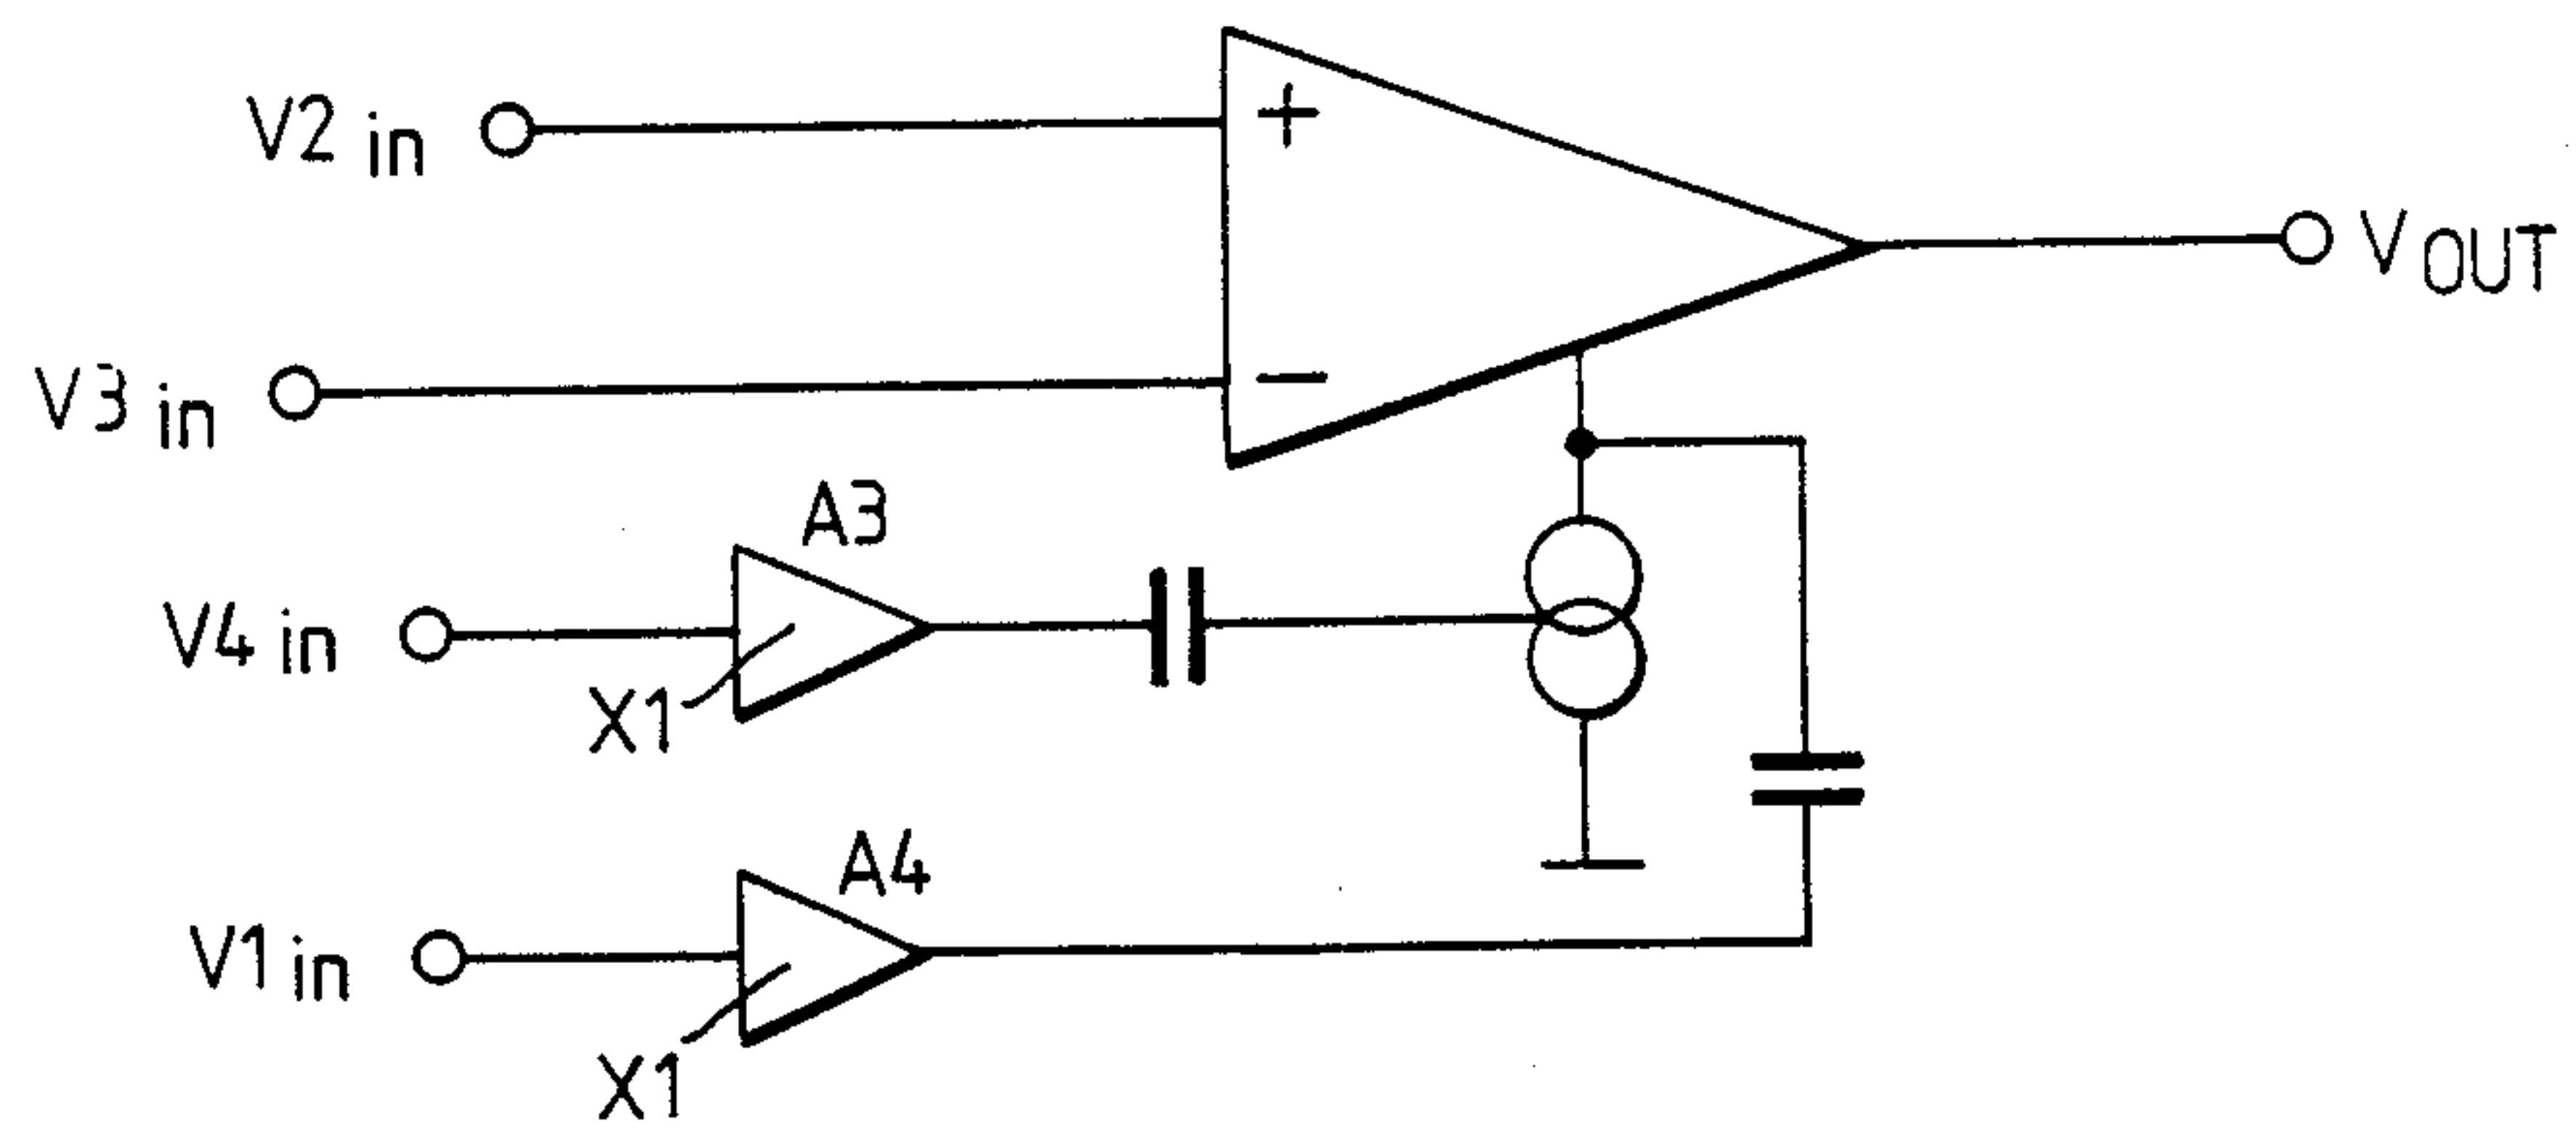 V2 in
+
V OUT
V3 in
−
A3
V4 in
X1
A4
V1 in
X1